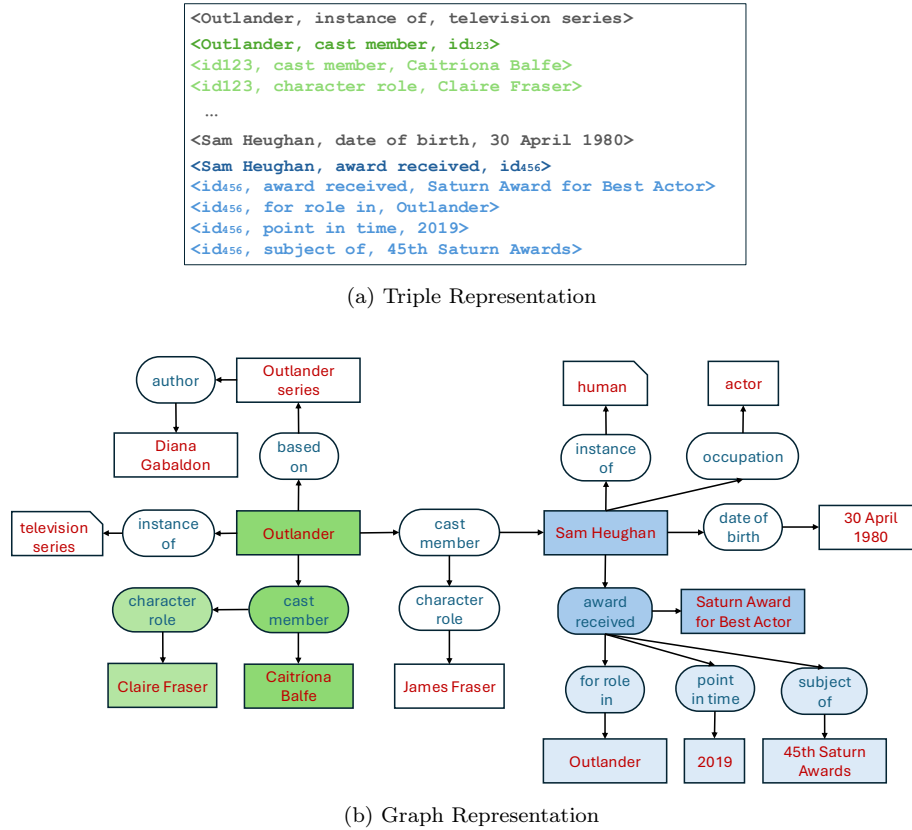 <Outlander, instance of, television series>
<Outlander, cast member, id123>
<id123, cast member, Caitríona Balfe>
<id123, character role, Claire Fraser>
…
<Sam Heughan, date of birth, 30 April 1980>
<Sam Heughan, award received, id456>
<id456, award received, Saturn Award for Best Actor>
<id456, for role in, Outlander>
<id456, point in time, 2019>
<id456, subject of, 45th Saturn Awards>
(a) Triple Representation
author
Outlander
series
human
actor
Diana
Gabaldon
based
on
instance
of
occupation
television
series
instance
of
Outlander
cast
member
Sam Heughan
date of
birth
30 April
1980
character
role
cast
member
character
role
award
received
Saturn Award
for Best Actor
Claire Fraser
Caitríona
Balfe
James Fraser
for role
in
point
in time
subject
of
Outlander
2019
45th Saturn
Awards
(b) Graph Representation